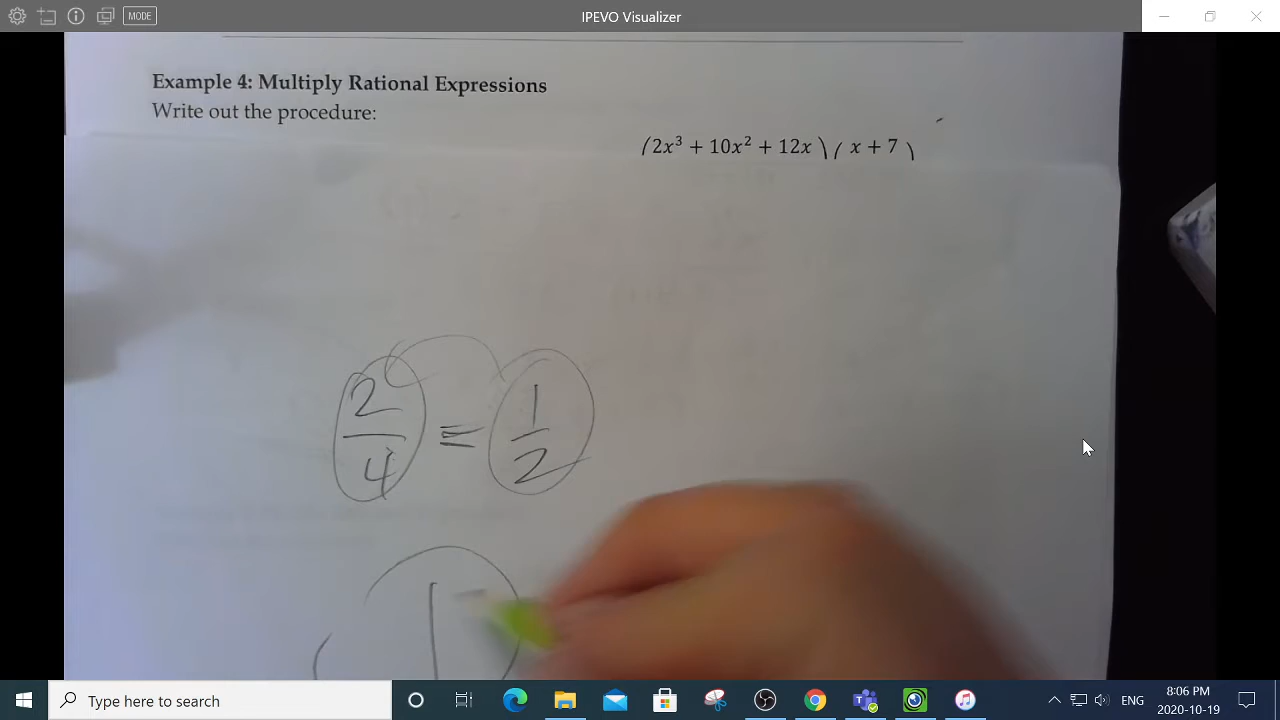 MODE
IPEVO Visualizer
Example 4: Multiply Rational Expressions
Write out the procedure:
(2x³ + 10x² + 12x)(x + 7)
2/4 = 1/2
Type here to search
ENG
8:06 PM
2020-10-19